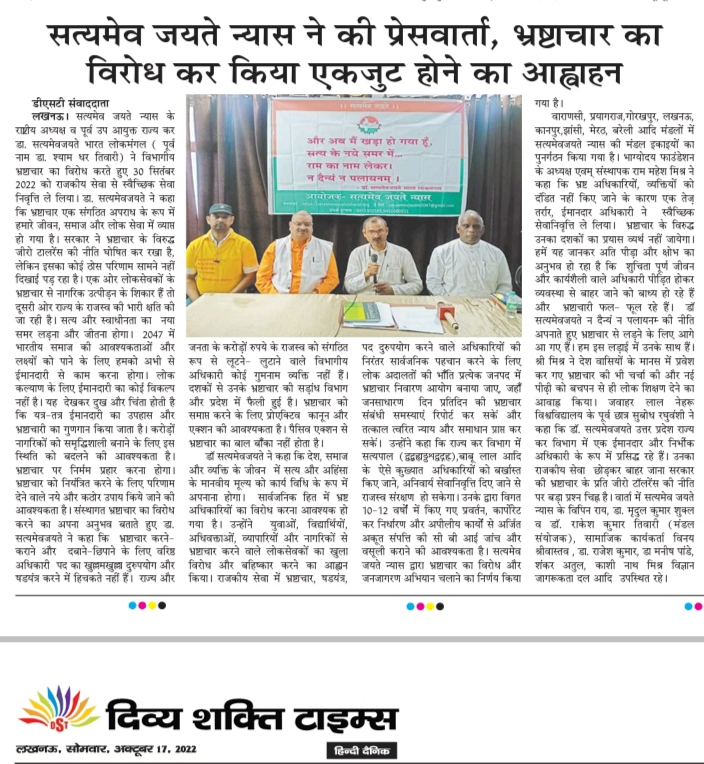 सत्यमेव जयते न्यास ने की प्रेसवार्ता, भ्रष्टाचार का
विरोध कर किया एकजुट होने का आह्वाहन
डीएसटी संवाददाता
लखनऊ। सत्यमेव जयते न्यास के
राष्ट्रीय अध्यक्ष व पूर्व उप आयुक्त राज्य कर
डा. सत्यमेवजयते भारत लोकमंगल ( पूर्व
नाम डा. श्याम धर तिवारी) ने विभागीय
भ्रष्टाचार का विरोध करते हुए 30 सितंबर
2022 को राजकीय सेवा से स्वैच्छिक सेवा
निवृत्ति ले लिया। डा. सत्यमेवजयते ने कहा
कि भ्रष्टाचार एक संगठित अपराध के रूप में
हमारे जीवन, समाज और लोक सेवा में व्याप्त
हो गया है। सरकार ने भ्रष्टाचार के विरुद्ध
जीरो टालरेंस की नीति घोषित कर रखा है,
लेकिन इसका कोई ठोस परिणाम सामने नहीं
दिखाई पड़ रहा है। एक ओर लोकसेवकों के
भ्रष्टाचार से नागरिक उत्पीड़न के शिकार हैं तो
दूसरी ओर राज्य के राजस्व की भारी क्षति की
जा रही है। सत्य और स्वाधीनता का नया
समर लड़ना और जीतना होगा। 2047 में
भारतीय समाज की आवश्यकताओं और
लक्ष्यों को पाने के लिए हमको अभी से
ईमानदारी से काम करना होगा। लोक
कल्याण के लिए ईमानदारी का कोई विकल्प
नहीं है। यह देखकर दुख और चिंता होती है
कि यत्र-तत्र ईमानदारी का उपहास और
भ्रष्टाचारी का गुणगान किया जाता है। करोड़ों
नागरिकों को समृद्धिशाली बनाने के लिए इस
स्थिति को बदलने की आवश्यकता है।
भ्रष्टाचार पर निर्मम प्रहार करना होगा।
भ्रष्टाचार को नियंत्रित करने के लिए परिणाम
देने वाले नये और कठोर उपाय किये जाने की
आवश्यकता है। संस्थागत भ्रष्टाचार का विरोध
करने का अपना अनुभव बताते हुए डा.
सत्यमेवजयते ने कहा कि भ्रष्टाचार करने-
कराने और दबाने-छिपाने के लिए वरिष्ठ
अधिकारी पद का खुल्लमखुल्ला दुरुपयोग और
षडयंत्र करने में हिचकते नहीं हैं। राज्य और
।। सत्यमेव जयते ।।
और अब मैं खड़ा हो गया हूँ,
सत्य के नये समर में...
राम का नाम लेकर।
न दैन्यं न पलायनम् ।
आयोजन- सत्यमेव जयते न्यास
जनता के करोड़ों रुपये के राजस्व को संगठित
रूप से लूटने- लुटाने वाले विभागीय
अधिकारी कोई गुमनाम व्यक्ति नहीं हैं।
दशकों से उनके भ्रष्टाचार की सड़ांध विभाग
और प्रदेश में फैली हुई है। भ्रष्टाचार को
समाप्त करने के लिए प्रोएक्टिव कानून और
एक्शन की आवश्यकता है। पैसिव एक्शन से
भ्रष्टाचार का बाल बाँका नहीं होता है।
डॉ सत्यमेवजयते ने कहा कि देश, समाज
और व्यक्ति के जीवन में सत्य और अहिंसा
के मानवीय मूल्य को कार्य विधि के रूप में
अपनाना होगा। सार्वजनिक हित में भ्रष्ट
अधिकारियों का विरोध करना आवश्यक हो
गया है। उन्होंने युवाओं, विद्यार्थियों,
अधिवक्ताओं, व्यापारियों और नागरिकों से
भ्रष्टाचार करने वाले लोकसेवकों का खुला
विरोध और बहिष्कार करने का आह्वान
किया। राजकीय सेवा में भ्रष्टाचार, षडयंत्र,
पद दुरुपयोग करने वाले अधिकारियों की
निरंतर सार्वजनिक पहचान करने के लिए
लोक अदालतों की भाँति प्रत्येक जनपद में
भ्रष्टाचार निवारण आयोग बनाया जाए, जहाँ
जनसाधारण दिन प्रतिदिन की भ्रष्टाचार
संबंधी समस्याएं रिपोर्ट कर सकें और
तत्काल त्वरित न्याय और समाधान प्राप्त कर
सकें। उन्होंने कहा कि राज्य कर विभाग में
सत्यपाल बाबू लाल आदि
के ऐसे कुख्यात अधिकारियों को बर्खास्त
किए जाने, अनिवार्य सेवानिवृत्ति दिए जाने से
राजस्व संरक्षण हो सकेगा। उनके द्वारा विगत
10-12 वर्षों में किए गए प्रवर्तन, कार्पोरेट
कर निर्धारण और अपीलीय कार्यों से अर्जित
अकूत संपत्ति की सी बी आई जांच और
वसूली कराने की आवश्यकता है। सत्यमेव
जयते न्यास द्वारा भ्रष्टाचार का विरोध और
जनजागरण अभियान चलाने का निर्णय किया
गया है।
वाराणसी, प्रयागराज,गोरखपुर, लखनऊ,
कानपुर,झांसी, मेरठ, बरेली आदि मंडलों में
सत्यमेवजयते न्यास की मंडल इकाइयों का
पुनर्गठन किया गया है। भाग्योदय फाउंडेशन
के अध्यक्ष एवम् संस्थापक राम महेश मिश्र ने
कहा कि भ्रष्ट अधिकारियों, व्यक्तियों को
दंडित नहीं किए जाने के कारण एक तेज़
तर्रार, ईमानदार अधिकारी ने स्वैच्छिक
सेवानिवृत्ति ले लिया। भ्रष्टाचार के विरुद्ध
उनका दशकों का प्रयास व्यर्थ नहीं जायेगा।
हमें यह जानकर अति पीड़ा और क्षोभ का
अनुभव हो रहा है कि शुचिता पूर्ण जीवन
और कार्यशैली वाले अधिकारी पीड़ित होकर
व्यवस्था से बाहर जाने को बाध्य हो रहे हैं
और भ्रष्टाचारी फल- फूल रहे हैं। डॉ
सत्यमेवजयते न दैन्यं न पलायनम की नीति
अपनाते हुए भ्रष्टाचार से लड़ने के लिए आगे
आ गए हैं। हम इस लड़ाई में उनके साथ हैं।
श्री मिश्र ने देश वासियों के मानस में प्रवेश
कर गए भ्रष्टाचार की भी चर्चा की और नई
पीढ़ी को बचपन से ही लोक शिक्षण देने का
आवाह्न किया। जवाहर लाल नेहरू
विश्वविद्यालय के पूर्व छात्र सुबोध रघुवंशी ने
कहा कि डॉ. सत्यमेवजयते उत्तर प्रदेश राज्य
कर विभाग में एक ईमानदार और निर्भीक
अधिकारी के रूप में प्रसिद्ध रहे हैं। उनका
राजकीय सेवा छोड़कर बाहर जाना सरकार
की भ्रष्टाचार के प्रति जीरो टॉलरेंस की नीति
पर बड़ा प्रश्न चिह्न है। वार्ता में सत्यमेव जयते
न्यास के विपिन राय, डा. मृदुल कुमार शुक्ल
व डॉ. राकेश कुमार तिवारी (मंडल
संयोजक), सामाजिक कार्यकर्ता विनय
श्रीवास्तव , डा. राजेश कुमार, डा मनीष पांडे,
शंकर अतुल, काशी नाथ मिश्र विज्ञान
जागरूकता दल आदि उपस्थित रहे।
DST
दिव्य शक्ति टाइम्स
लखनऊ, सोमवार, अक्टूबर 17, 2022
हिन्दी दैनिक